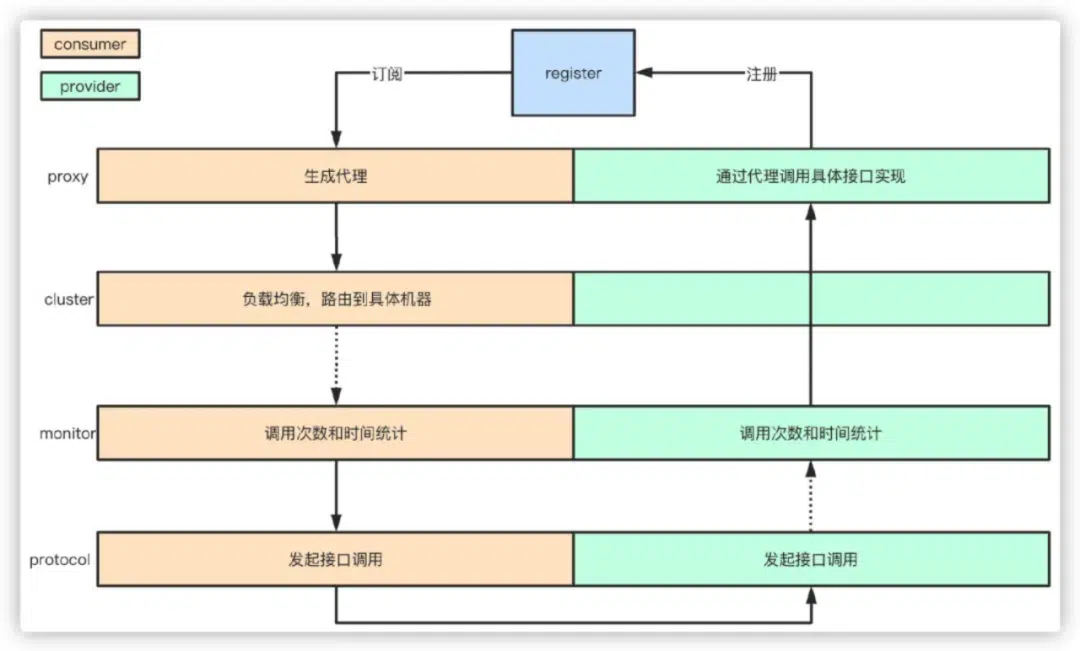 consumer
provider
订阅
register
注册
proxy
生成代理
通过代理调用具体接口实现
cluster
负载均衡，路由到具体机器
monitor
调用次数和时间统计
调用次数和时间统计
protocol
发起接口调用
发起接口调用